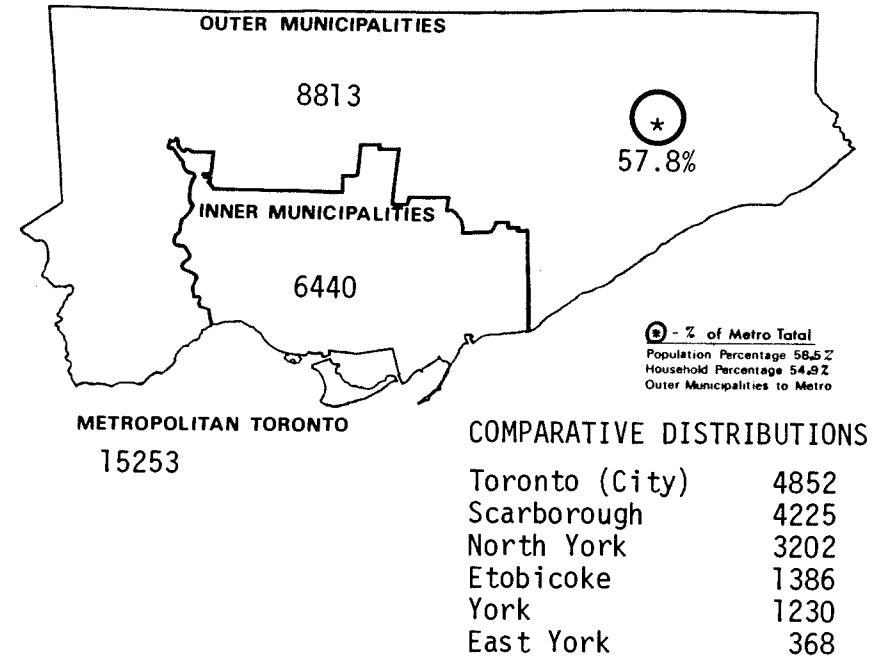 OUTER MUNICIPALITIES
8813
*
57.8%
INNER MUNICIPALITIES
6440
* - % of Metro Tatal
Population Percentage 58.5%
Household Percentage 54.9%
Outer Municipalities to Metro
METROPOLITAN TORONTO
15253
COMPARATIVE DISTRIBUTIONS
Toronto (City) 4852
Scarborough 4225
North York 3202
Etobicoke 1386
York 1230
East York 368